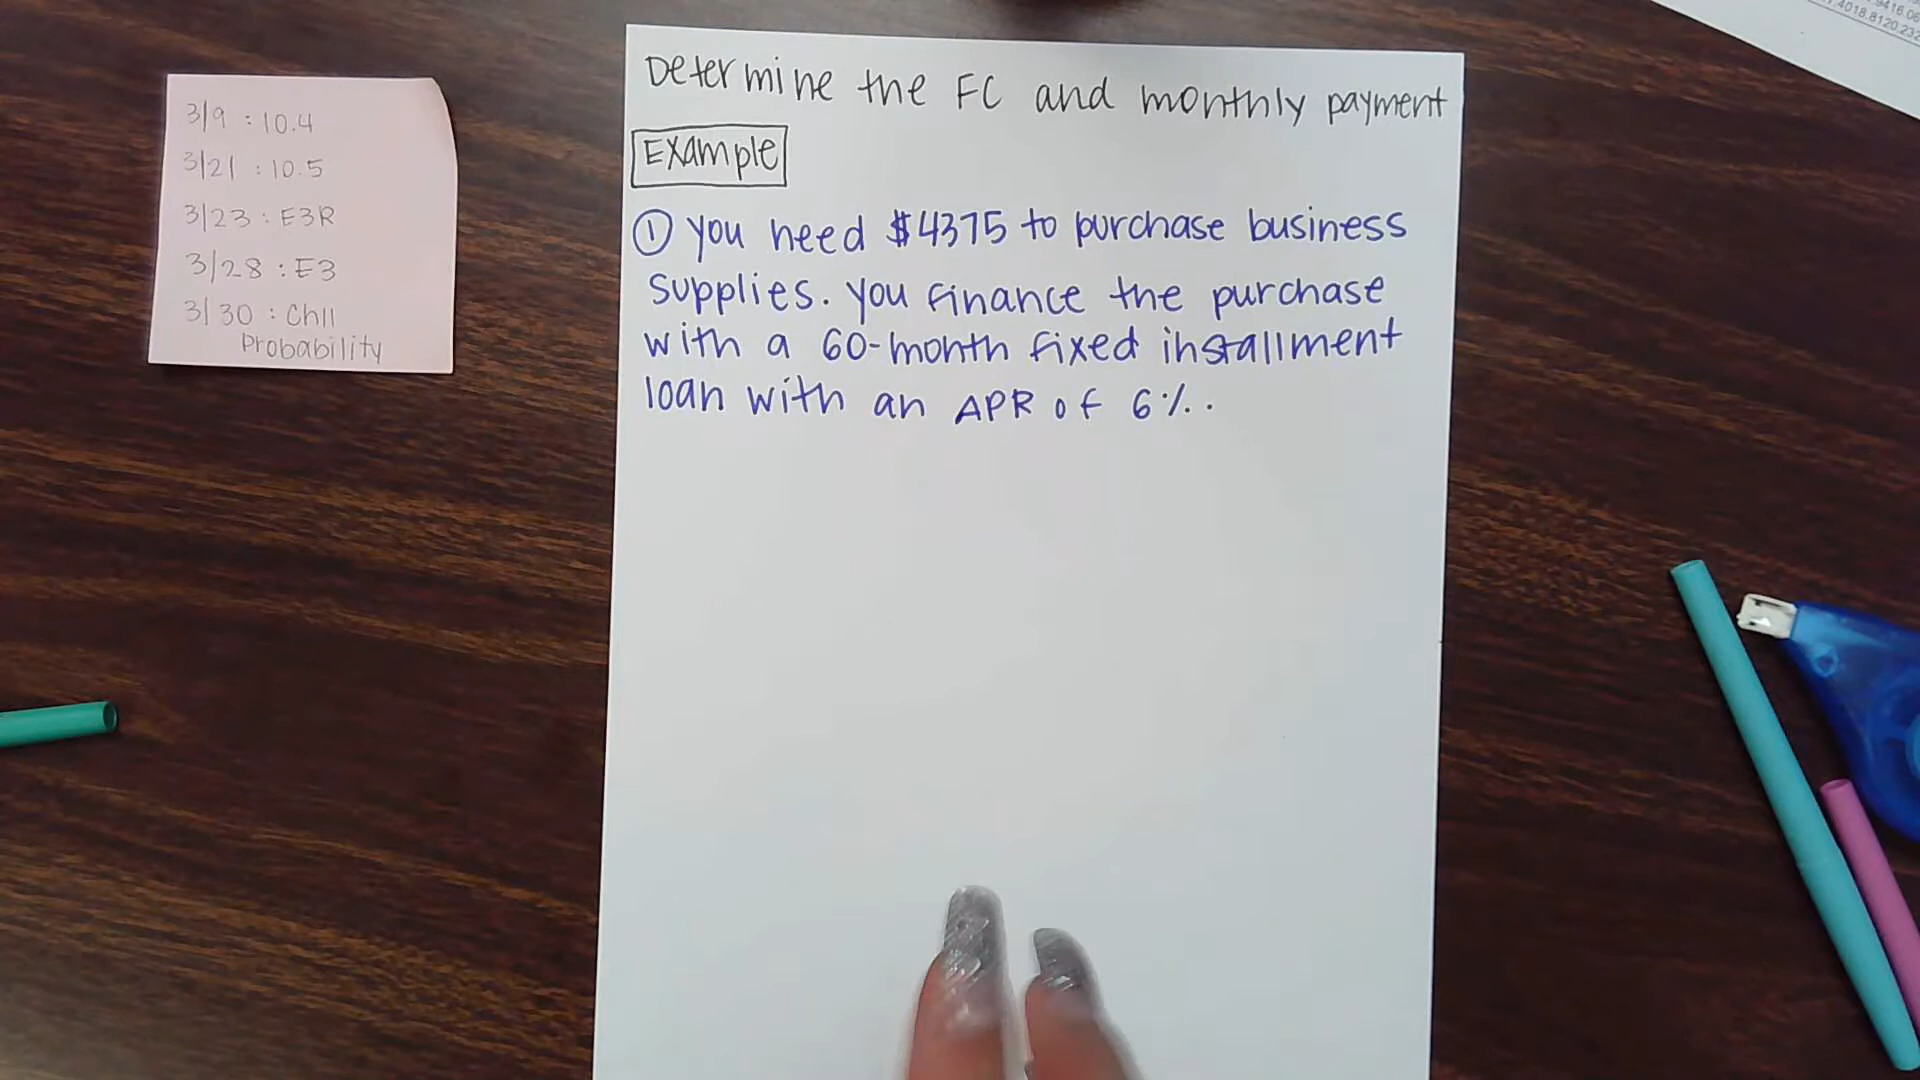 3/9 : 10.4
3/21 : 10.5
3/23 : E3R
3/28 : E3
3/30 : Ch11
Probability
Determine the FC and monthly payment
Example
① you need $4375 to purchase business
supplies. you finance the purchase
with a 60-month fixed installment
loan with an APR of 6%.